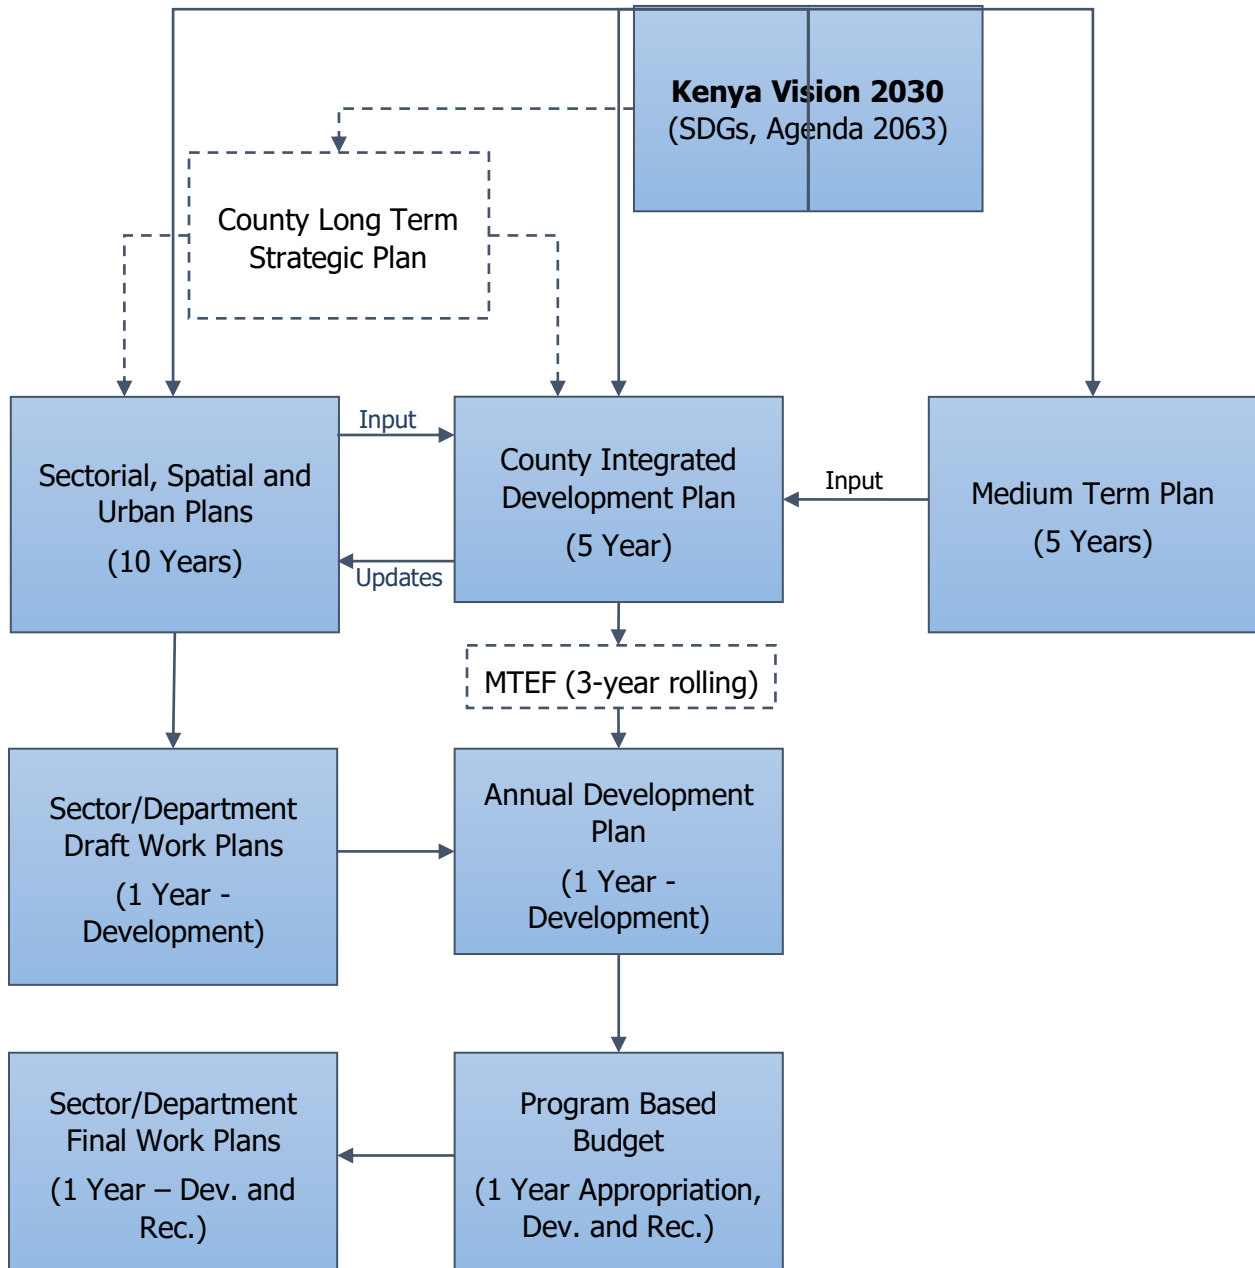 Kenya Vision 2030
(SDGs, Agenda 2063)
County Long Term
Strategic Plan
Sectorial, Spatial and
Urban Plans
(10 Years)
Input
Updates
County Integrated
Development Plan
(5 Year)
Input
Medium Term Plan
(5 Years)
MTEF (3-year rolling)
Sector/Department
Draft Work Plans
(1 Year -
Development)
Annual Development
Plan
(1 Year -
Development)
Sector/Department
Final Work Plans
(1 Year – Dev. and
Rec.)
Program Based
Budget
(1 Year Appropriation,
Dev. and Rec.)